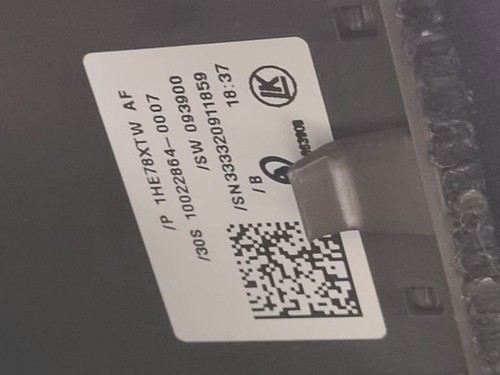 /P 1HE78XTW AF
/30S 10022864-0007
/SW 093900
/SN333320911859
18:37
/B
LK